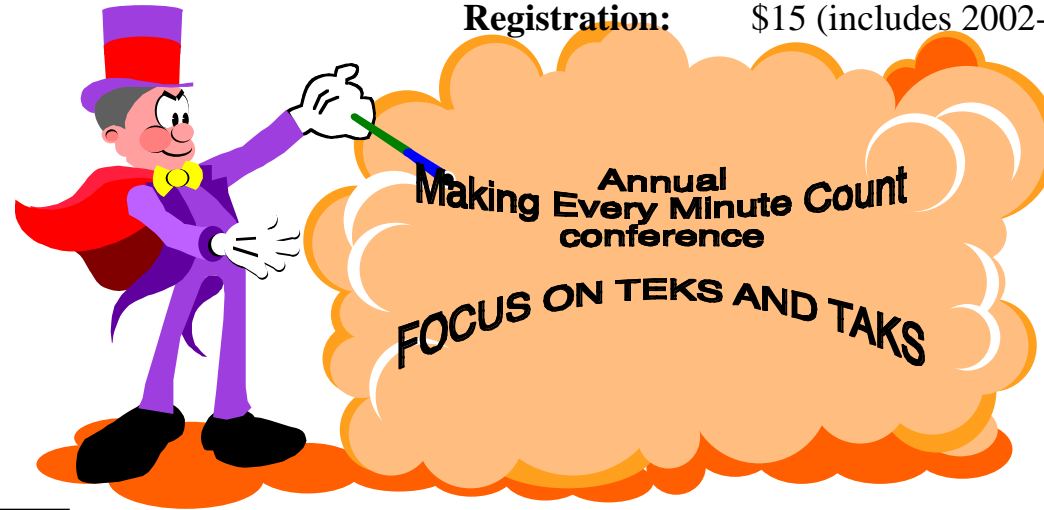 Registration: $15 (includes 2002-
Annual
Making Every Minute Count
conference
FOCUS ON TEKS AND TAKS